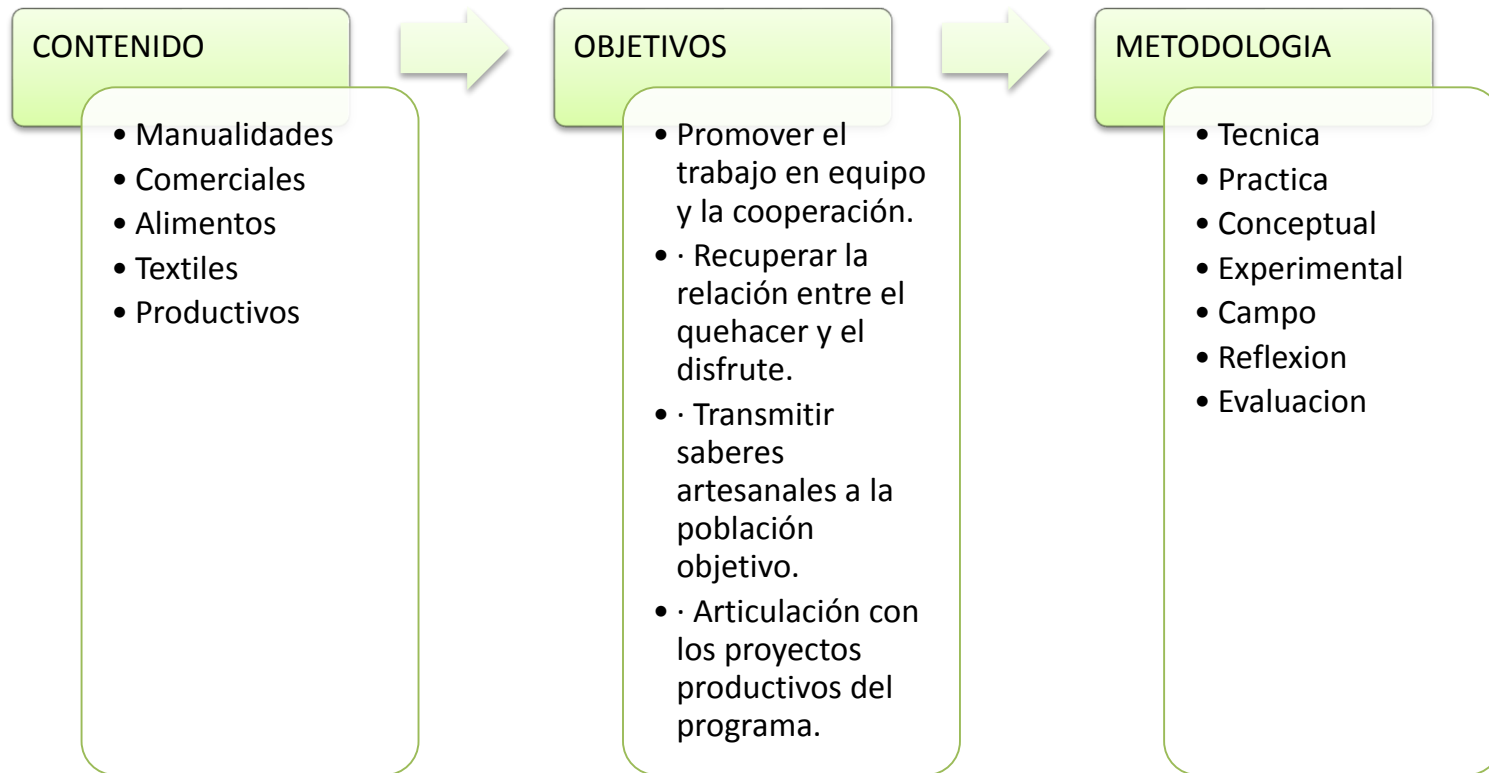 CONTENIDO
• Manualidades
• Comerciales
• Alimentos
• Textiles
• Productivos
OBJETIVOS
• Promover el
trabajo en equipo
y la cooperación.
• · Recuperar la
relación entre el
quehacer y el
disfrute.
• · Transmitir
saberes
artesanales a la
población
objetivo.
• · Articulación con
los proyectos
productivos del
programa.
METODOLOGIA
• Tecnica
• Practica
• Conceptual
• Experimental
• Campo
• Reflexion
• Evaluacion